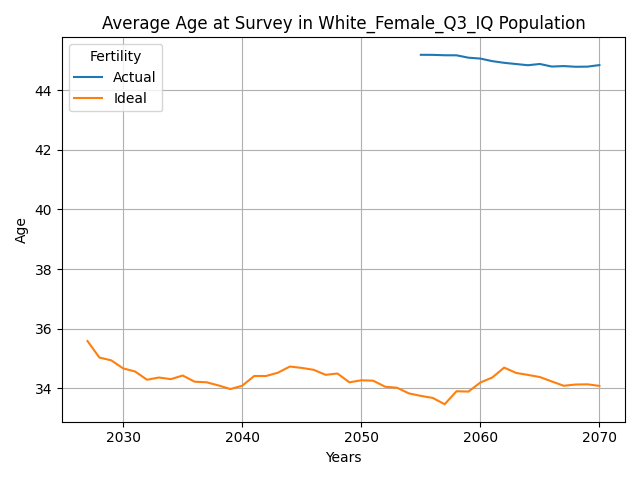 Average Age at Survey in White_Female_Q3_IQ Population
Fertility
Actual
Ideal
Age
44
42
40
38
36
34
2030
2040
2050
2060
2070
Years